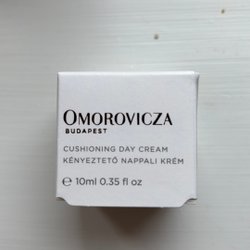 OMOROVICZA
BUDAPEST
CUSHIONING DAY CREAM
KÉNYEZTETŐ NAPPALI KRÉM
℮ 10ml 0.35 fl oz